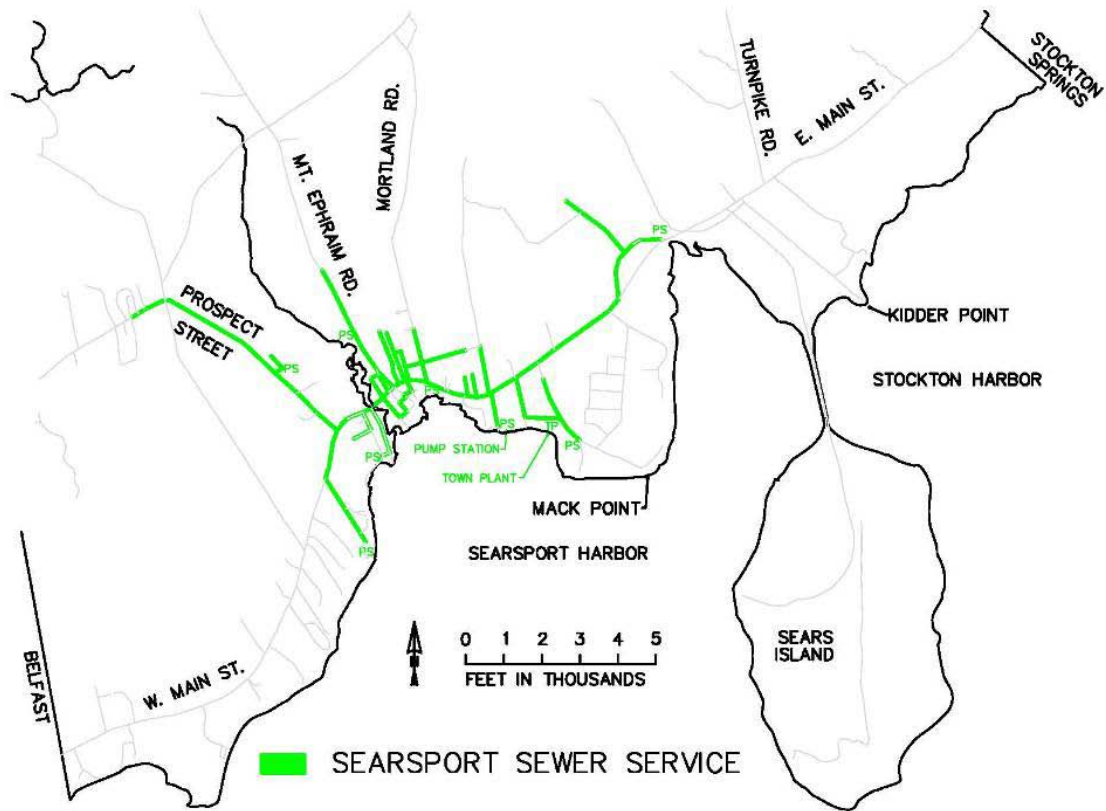 STOCKTON
SPRINGS
TURNPIKE RD.
E. MAIN ST.
MORTLAND RD.
MT. EPHRAIM RD.
PS
PS
PROSPECT
STREET
PS
KIDDER POINT
STOCKTON HARBOR
PS
PS
TP
PS
PUMP STATION
PS
TOWN PLANT
MACK POINT
PS
SEARSPORT HARBOR
0 1 2 3 4 5
FEET IN THOUSANDS
SEARS
ISLAND
BELFAST
W. MAIN ST.
SEARSPORT SEWER SERVICE